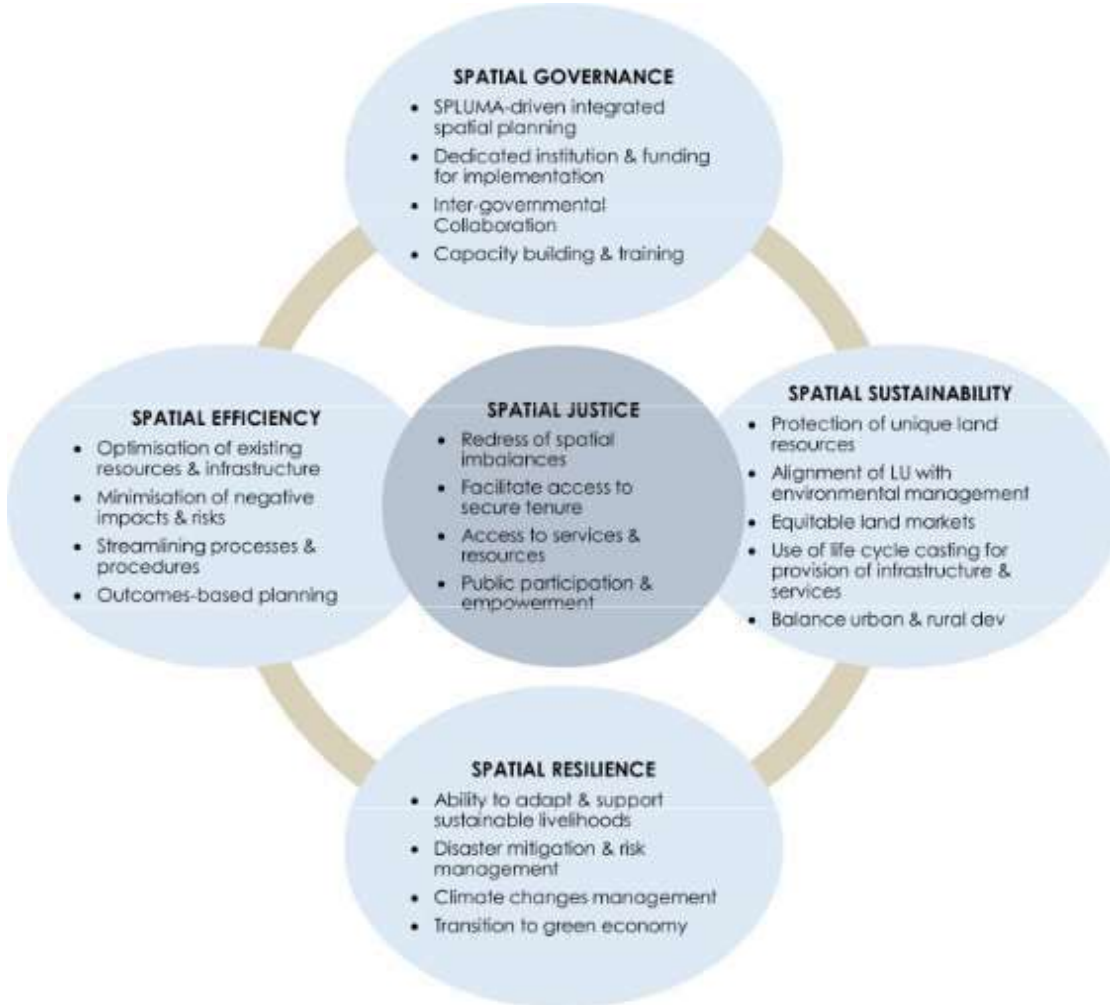 SPATIAL GOVERNANCE
• SPLUMA-driven integrated
spatial planning
• Dedicated institution & funding
for implementation
• Inter-governmental
Collaboration
• Capacity building & training
SPATIAL EFFICIENCY
• Optimisation of existing
resources & infrastructure
• Minimisation of negative
impacts & risks
• Streamlining processes &
procedures
• Outcomes-based planning
SPATIAL JUSTICE
• Redress of spatial
imbalances
• Facilitate access to
secure tenure
• Access to services &
resources
• Public participation &
empowerment
SPATIAL SUSTAINABILITY
• Protection of unique land
resources
• Alignment of LU with
environmental management
• Equitable land markets
• Use of life cycle casting for
provision of infrastructure &
services
• Balance urban & rural dev
SPATIAL RESILIENCE
• Ability to adapt & support
sustainable livelihoods
• Disaster mitigation & risk
management
• Climate changes management
• Transition to green economy